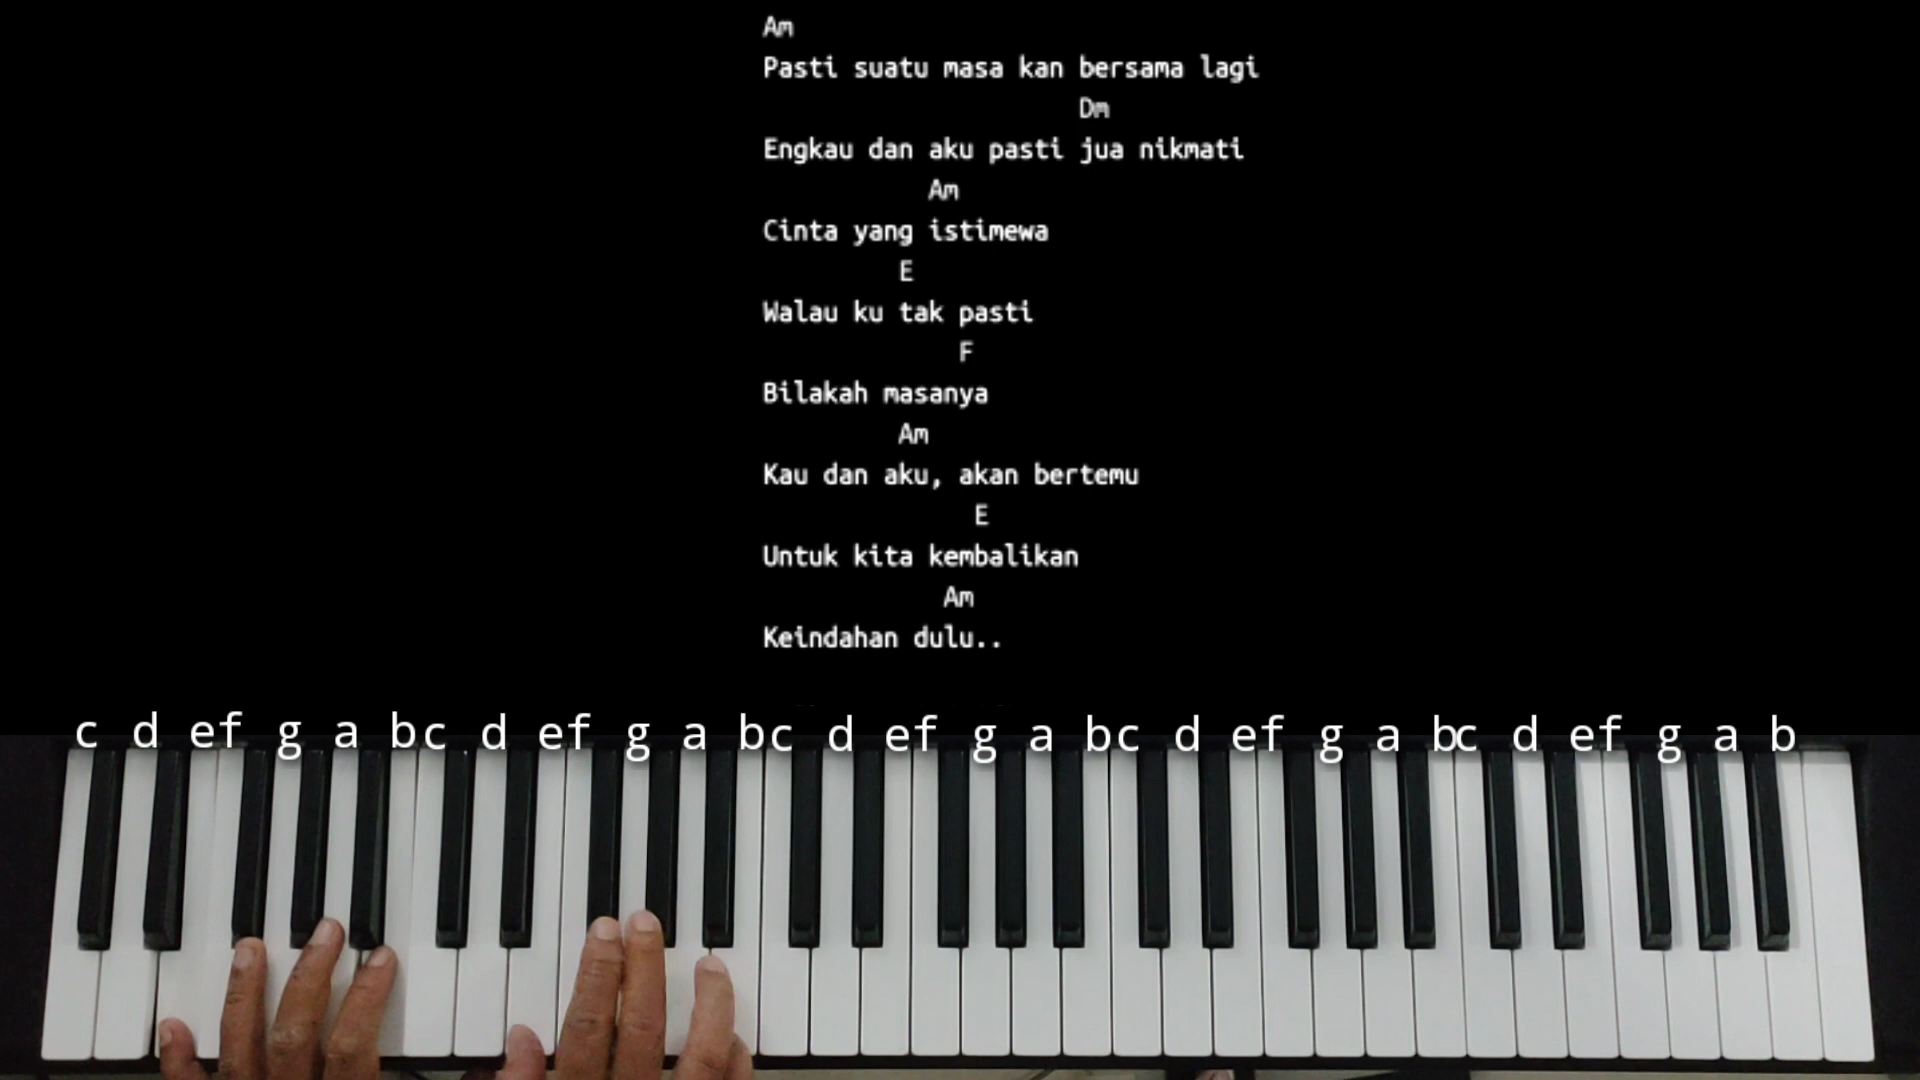 Am
Pasti suatu masa kan bersama lagi
Dm
Engkau dan aku pasti jua nikmati
Am
Cinta yang istimewa
E
Walau ku tak pasti
F
Bilakah masanya
Am
Kau dan aku, akan bertemu
E
Untuk kita kembalikan
Am
Keindahan dulu..
c d ef g a bc d ef g a bc d ef g a bc d ef g a bc d ef g a b